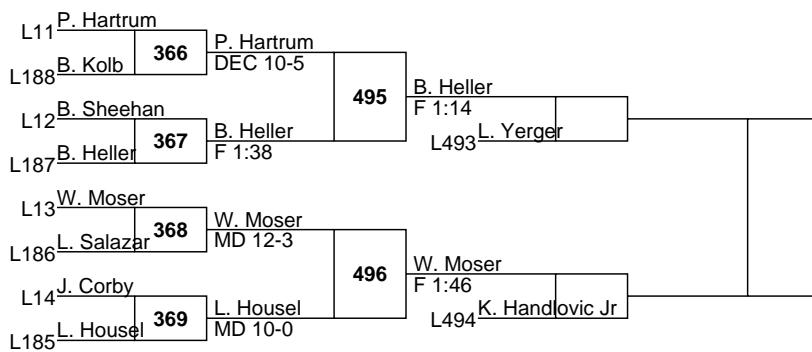 L11 P. Hartrum
366
L188 B. Kolb
P. Hartrum
DEC 10-5
L12 B. Sheehan
367
L187 B. Heller
B. Heller
F 1:38
495
B. Heller
F 1:14
L493 L. Yerger
L13 W. Moser
368
L186 L. Salazar
W. Moser
MD 12-3
L14 J. Corby
369
L185 L. Housel
L. Housel
MD 10-0
496
W. Moser
F 1:46
L494 K. Handlovic Jr